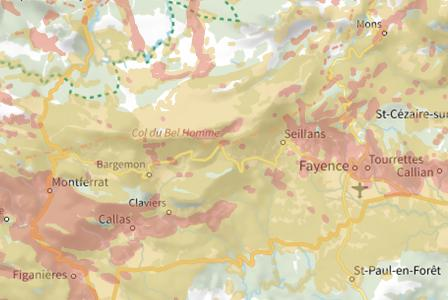 Mons
St-Cézaire-su
Col du Bel Homme
Seillans
Bargemon
Fayence
Tourrettes
Callian
Montferrat
Claviers
Callas
Figanières
St-Paul-en-Forêt